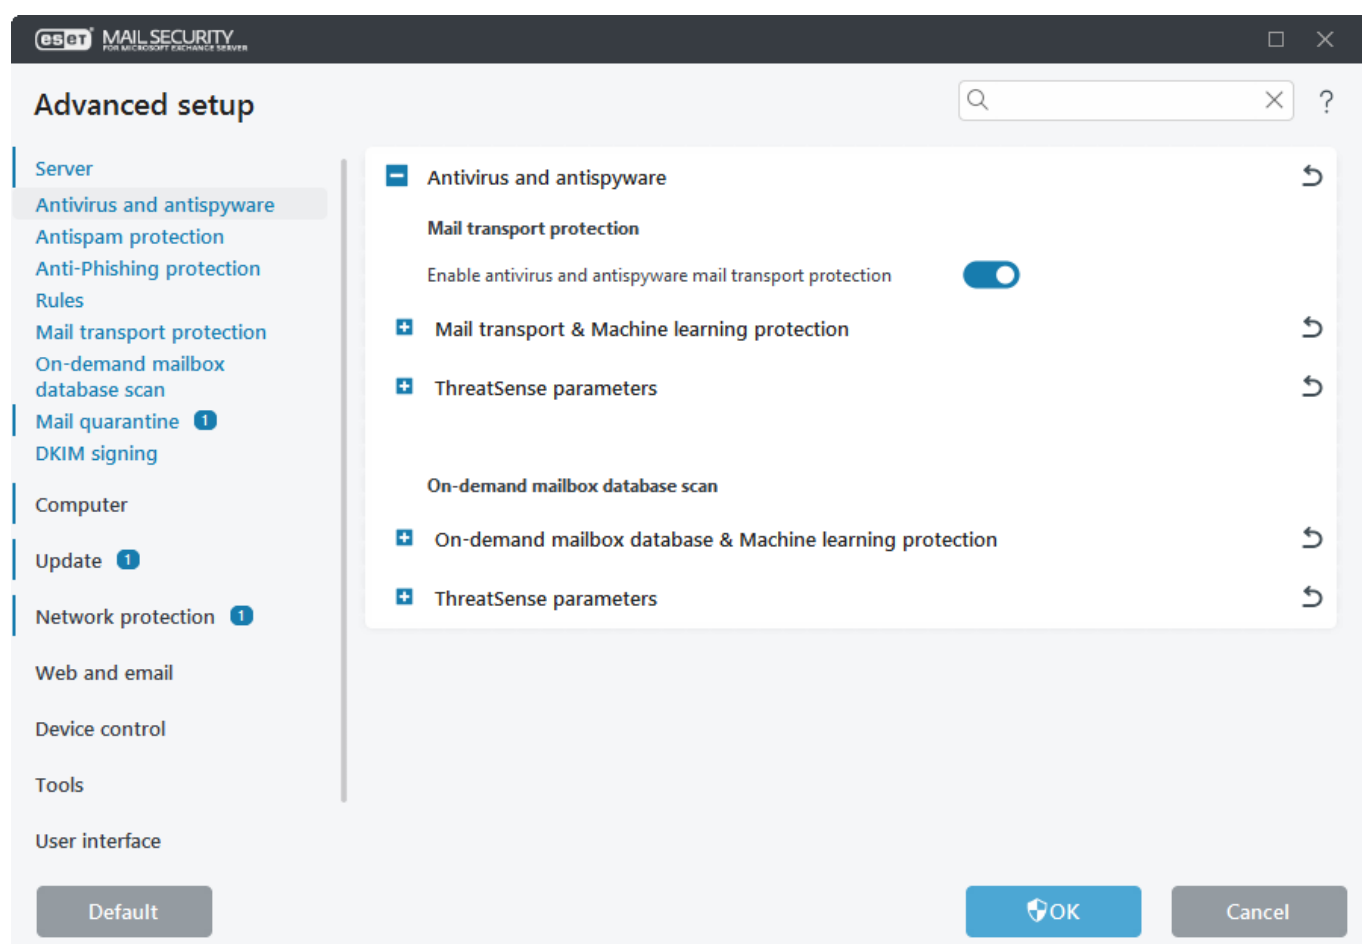 eset MAIL SECURITY
FOR MICROSOFT EXCHANGE SERVER
Advanced setup
?
Server
Antivirus and antispyware
Antispam protection
Anti-Phishing protection
Rules
Mail transport protection
On-demand mailbox
database scan
Mail quarantine 1
DKIM signing
Computer
Update 1
Network protection 1
Web and email
Device control
Tools
User interface
Antivirus and antispyware
Mail transport protection
Enable antivirus and antispyware mail transport protection
Mail transport & Machine learning protection
ThreatSense parameters
On-demand mailbox database scan
On-demand mailbox database & Machine learning protection
ThreatSense parameters
Default
OK
Cancel